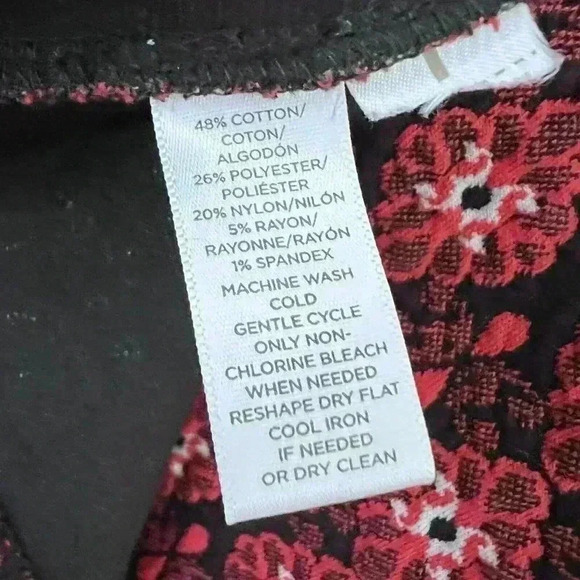 48% COTTON/
COTON/
ALGODÓN
26% POLYESTER/
POLIÉSTER
20% NYLON/NILÓN
5% RAYON/
RAYONNE/RAYÓN
1% SPANDEX
MACHINE WASH
COLD
GENTLE CYCLE
ONLY NON-
CHLORINE BLEACH
WHEN NEEDED
RESHAPE DRY FLAT
COOL IRON
IF NEEDED
OR DRY CLEAN